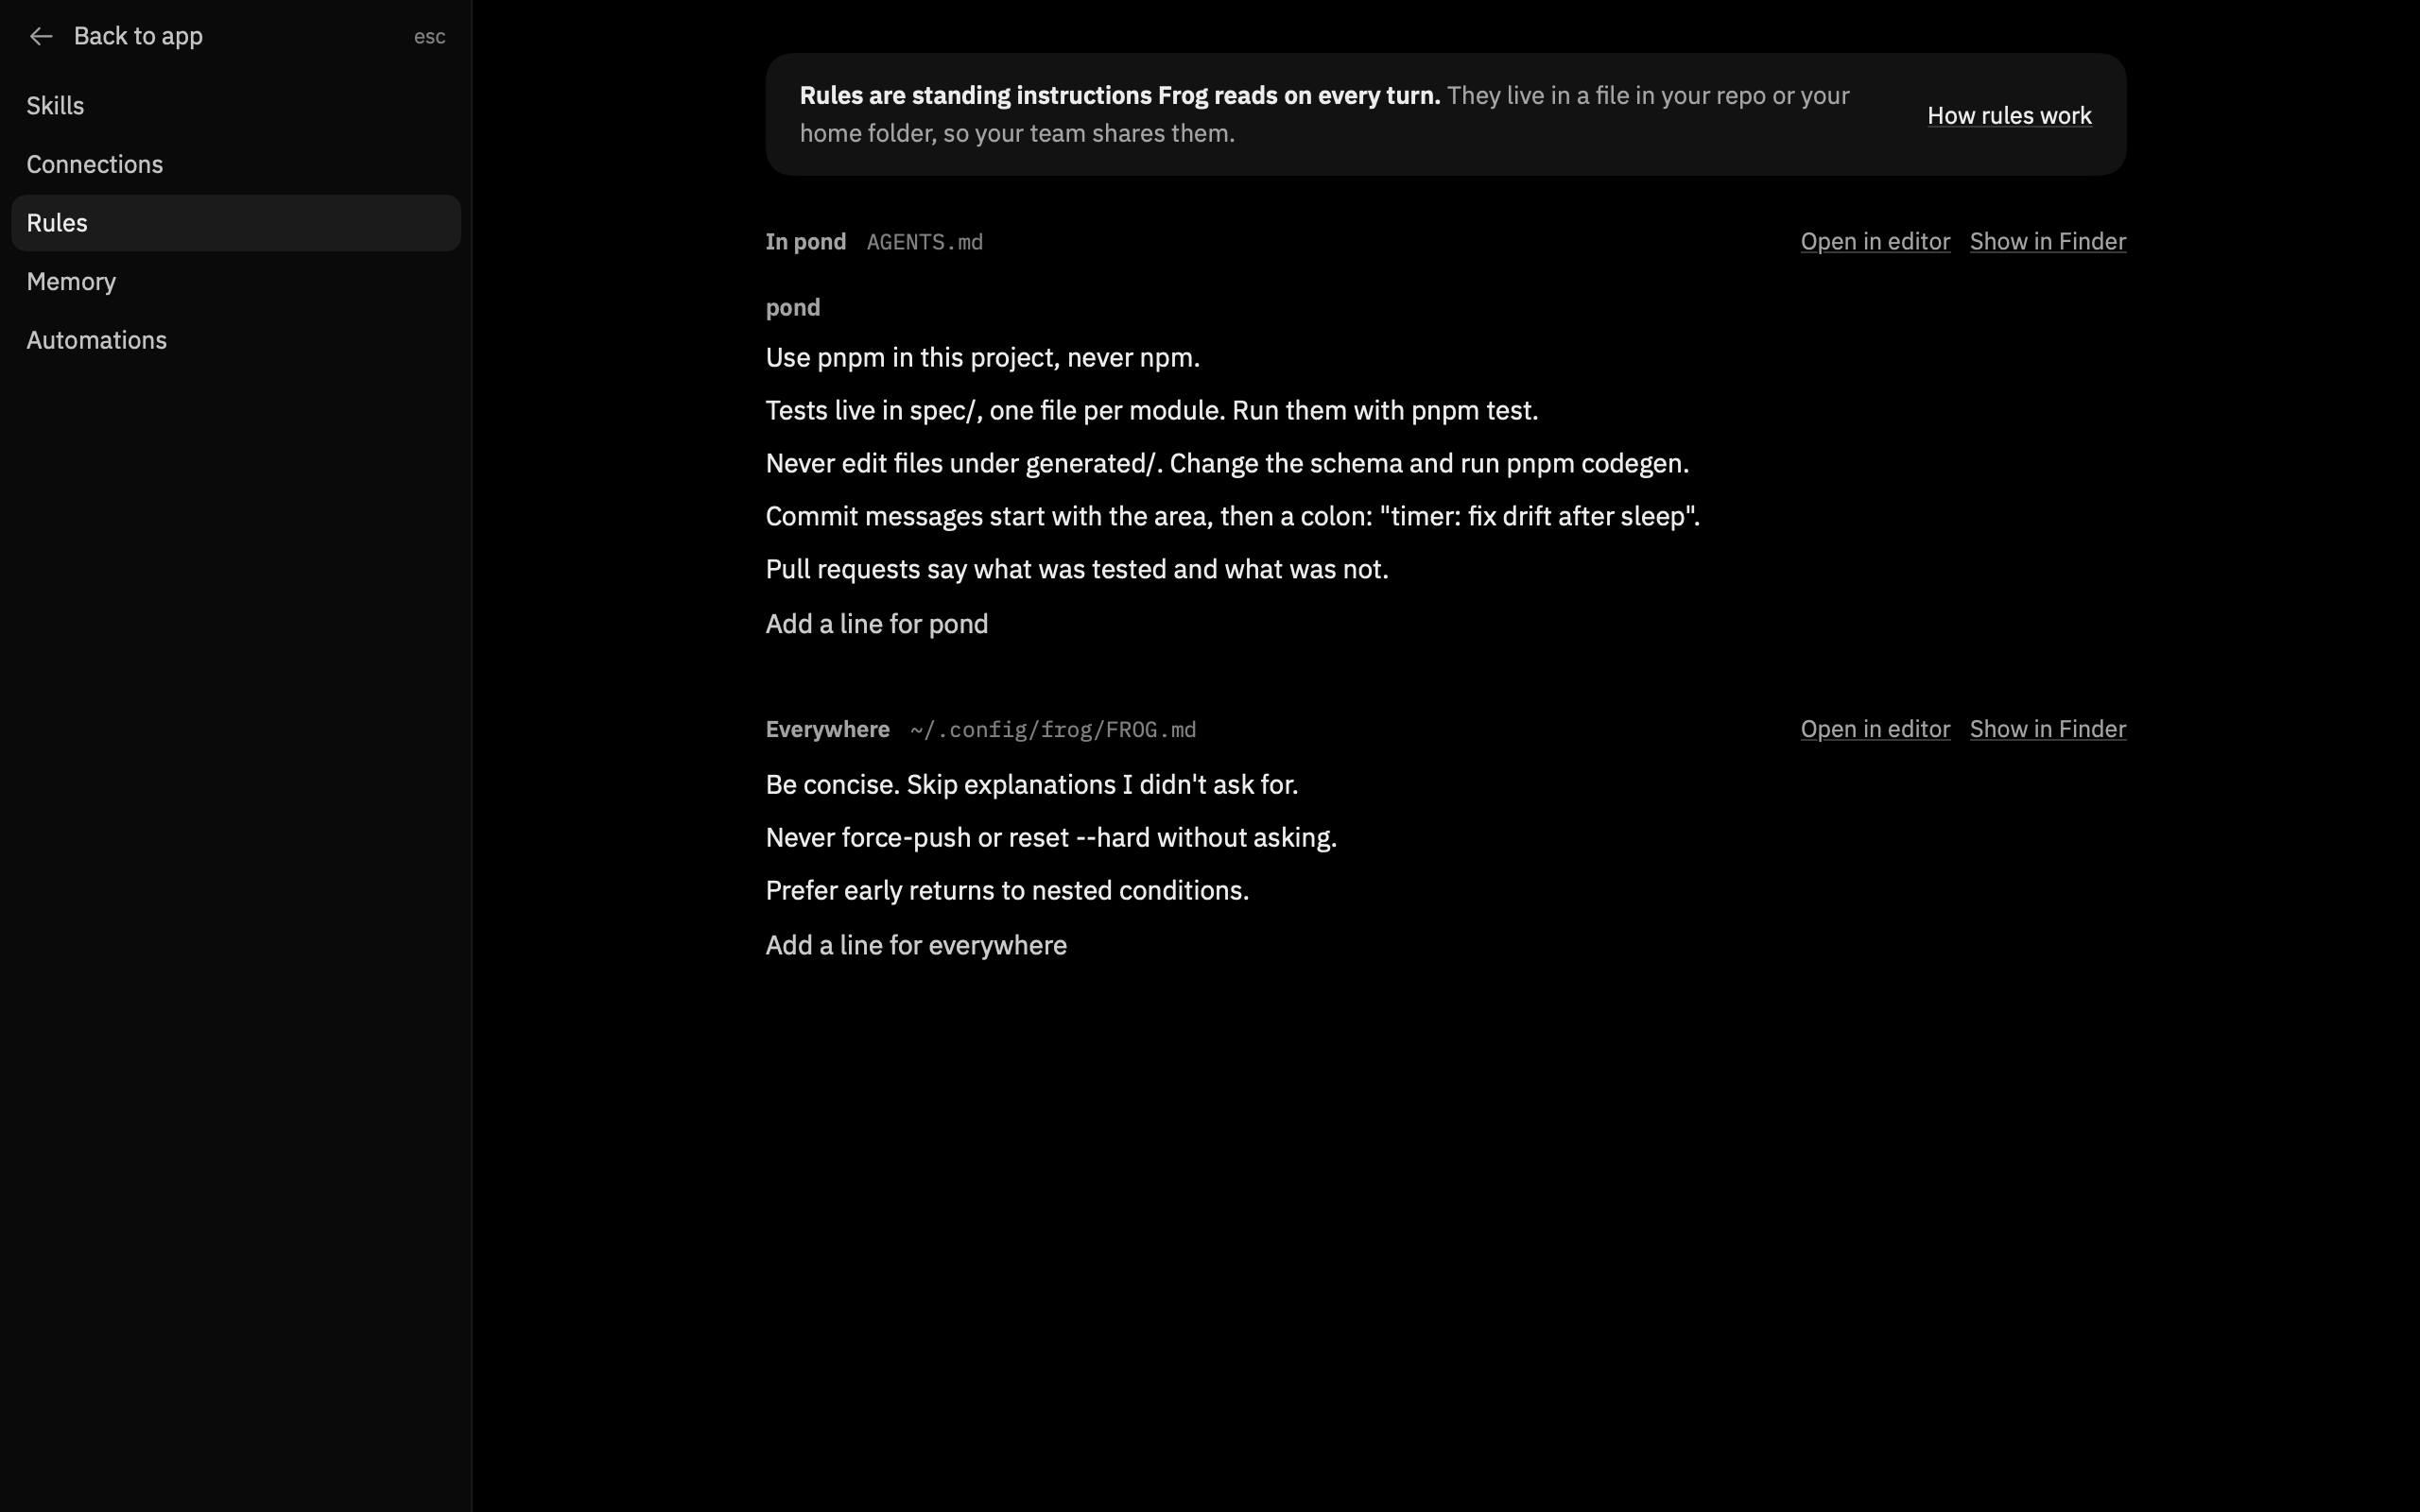 Back to app
esc
Skills
Connections
Rules
Memory
Automations
Rules are standing instructions Frog reads on every turn. They live in a file in your repo or your
home folder, so your team shares them.
How rules work
In pond AGENTS.md
Open in editor Show in Finder
pond
Use pnpm in this project, never npm.
Tests live in spec/, one file per module. Run them with pnpm test.
Never edit files under generated/. Change the schema and run pnpm codegen.
Commit messages start with the area, then a colon: "timer: fix drift after sleep".
Pull requests say what was tested and what was not.
Add a line for pond
Everywhere ~/.config/frog/FROG.md
Open in editor Show in Finder
Be concise. Skip explanations I didn't ask for.
Never force-push or reset --hard without asking.
Prefer early returns to nested conditions.
Add a line for everywhere